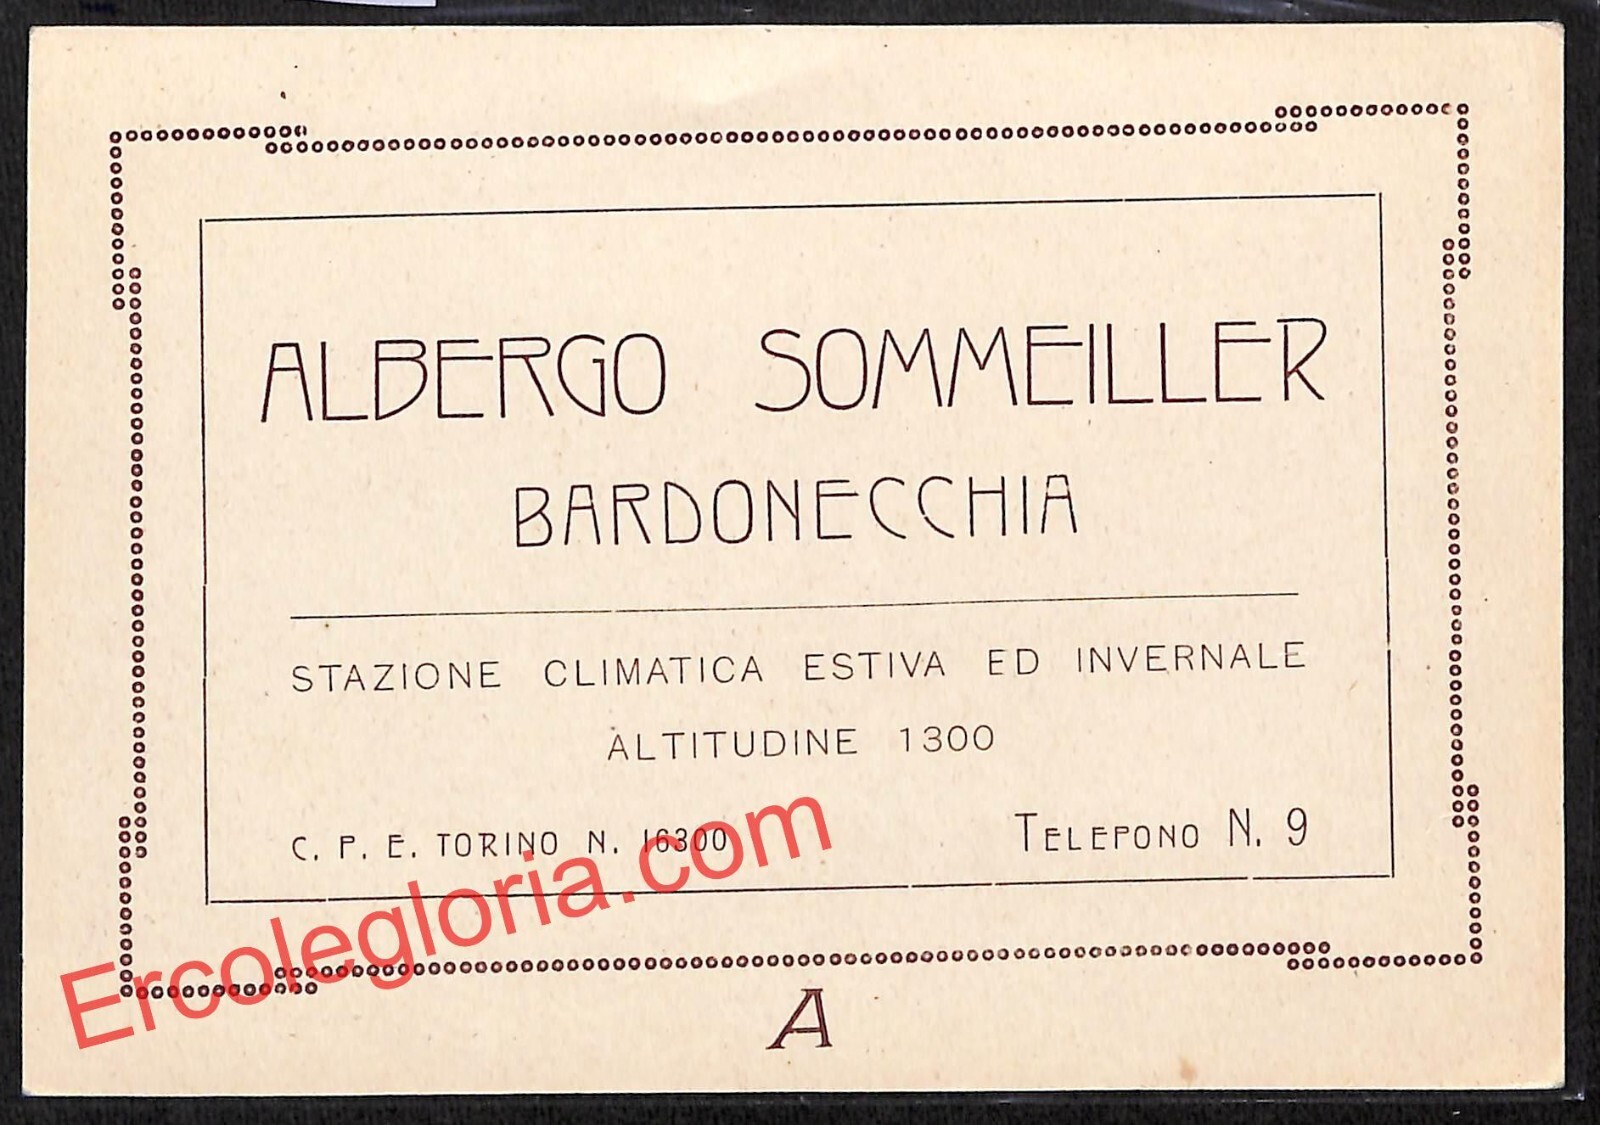 ALBERGO SOMMEILLER
BARDONECCHIA
STAZIONE CLIMATICA ESTIVA ED INVERNALE
ALTITUDINE 1300
C. P. E. TORINO N. 16300
TELEFONO N. 9
Ercolegloria.com
A